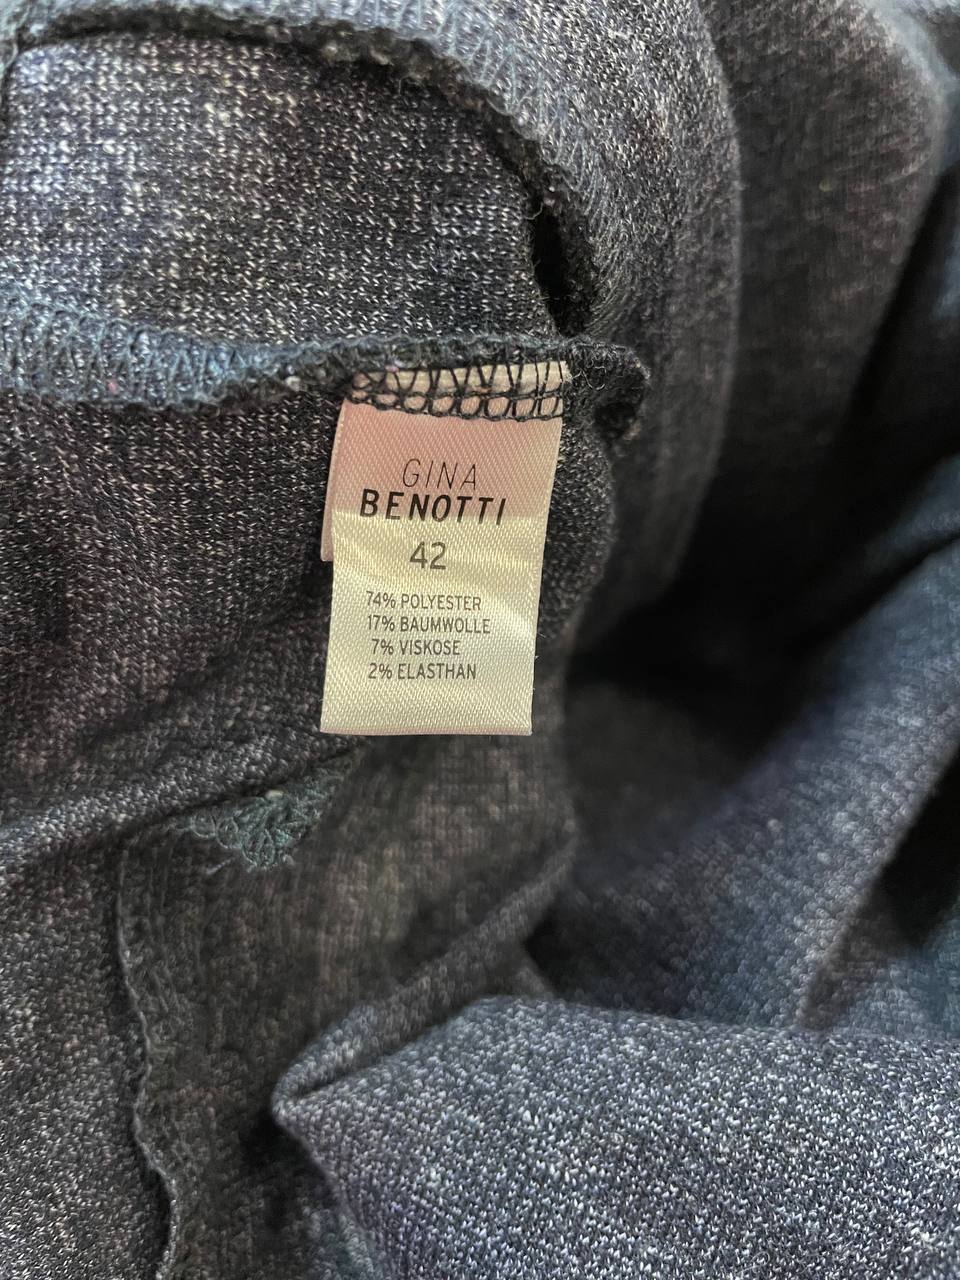 GINA
BENOTTI
42
74% POLYESTER
17% BAUMWOLLE
7% VISKOSE
2% ELASTHAN